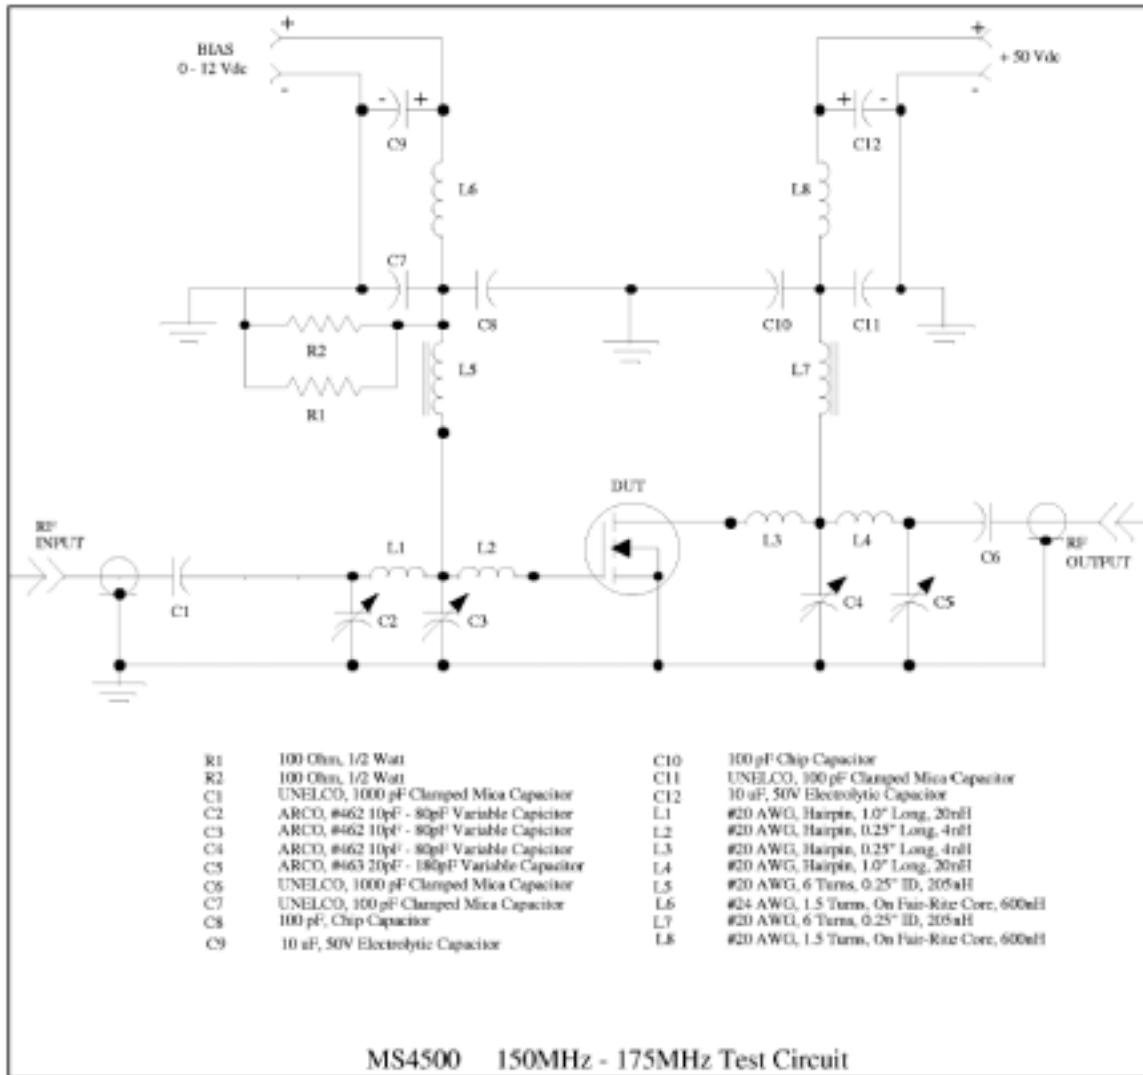 +
BIAS
0 - 12 Vdc
-
- +
C9
L6
C7
C8
R2
R1
L5
+
+ 50 Vdc
-
+ -
C12
L8
C10
C11
L7
DUT
RF
INPUT
C1
L1
L2
C2
C3
L3
L4
C4
C5
C6
RF
OUTPUT
R1 100 Ohm, 1/2 Watt
R2 100 Ohm, 1/2 Watt
C1 UNELCO, 1000 pF Clamped Mica Capacitor
C2 ARCO, #462 10pF - 80pF Variable Capicitor
C3 ARCO, #462 10pF - 80pF Variable Capacitor
C4 ARCO, #462 10pF - 80pF Variable Capacitor
C5 ARCO, #463 20pF - 180pF Variable Capacitor
C6 UNELCO, 1000 pF Clamped Mica Capacitor
C7 UNELCO, 100 pF Clamped Mica Capacitor
C8 100 pF, Chip Capacitor
C9 10 uF, 50V Electrolytic Capacitor
C10 100 pF Chip Capacitor
C11 UNELCO, 100 pF Clamped Mica Capacitor
C12 10 uF, 50V Electrolytic Capacitor
L1 #20 AWG, Hairpin, 1.0" Long, 20nH
L2 #20 AWG, Hairpin, 0.25" Long, 4nH
L3 #20 AWG, Hairpin, 0.25" Long, 4nH
L4 #20 AWG, Hairpin, 1.0" Long, 20nH
L5 #20 AWG, 6 Turns, 0.25" ID, 205nH
L6 #24 AWG, 1.5 Turns, On Fair-Rite Core, 600nH
L7 #20 AWG, 6 Turns, 0.25" ID, 205nH
L8 #20 AWG, 1.5 Turns, On Fair-Rite Core, 600nH
MS4500 150MHz - 175MHz Test Circuit